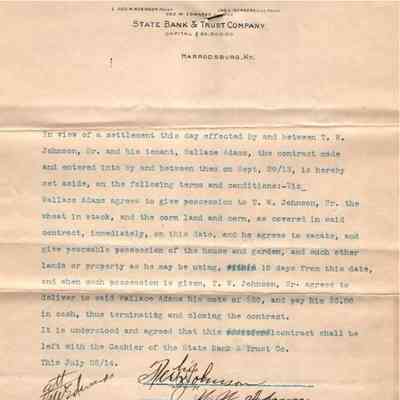 STATE BANK & TRUST COMPANY.
HARRODSBURG, KY.
In view of a settlement this day effected by and between T. W.
Johnson, Sr. and his tenant, Wallace Adams, the contract made
and entered into by and between them on Sept. 20/13, is hereby
set aside, on the following terms and conditions:-Viz_
Wallace Adams agrees to give possession to T. W. Johnson, Sr. the
wheat in stack, and the corn land and corn, as covered in said
contract, immediately, on this date, and he agrees to vacate, and
give peaceable possession of the house and garden, and such other
lands or property as he may be using, within 15 days from this date,
and when such possession is given, T. W. Johnson, Sr. agrees to
deliver to said Wallace Adams his note of $80, and pay him $5.00
in cash, thus terminating and closing the contract.
It is understood and agreed that this contract shall be
left with the Cashier of the State Bank & Trust Co.
This July 25/14.
Johnson